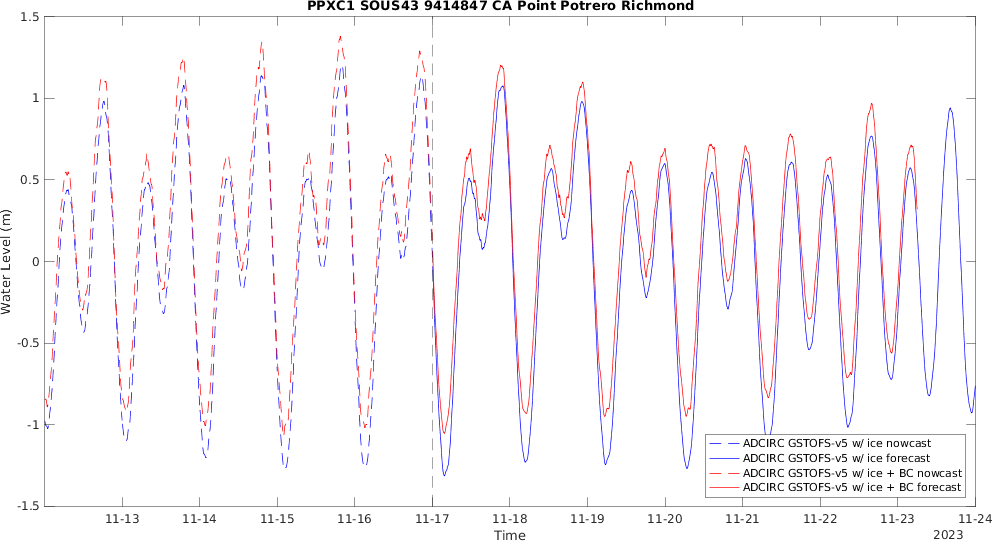 PPXC1 SOUS43 9414847 CA Point Potrero Richmond
Water Level (m)
1.5
1
0.5
0
-0.5
-1
-1.5
11-13 11-14 11-15 11-16 11-17 11-18 11-19 11-20 11-21 11-22 11-23 11-24
Time
2023
ADCIRC GSTOFS-v5 w/ ice nowcast
ADCIRC GSTOFS-v5 w/ ice forecast
ADCIRC GSTOFS-v5 w/ ice + BC nowcast
ADCIRC GSTOFS-v5 w/ ice + BC forecast